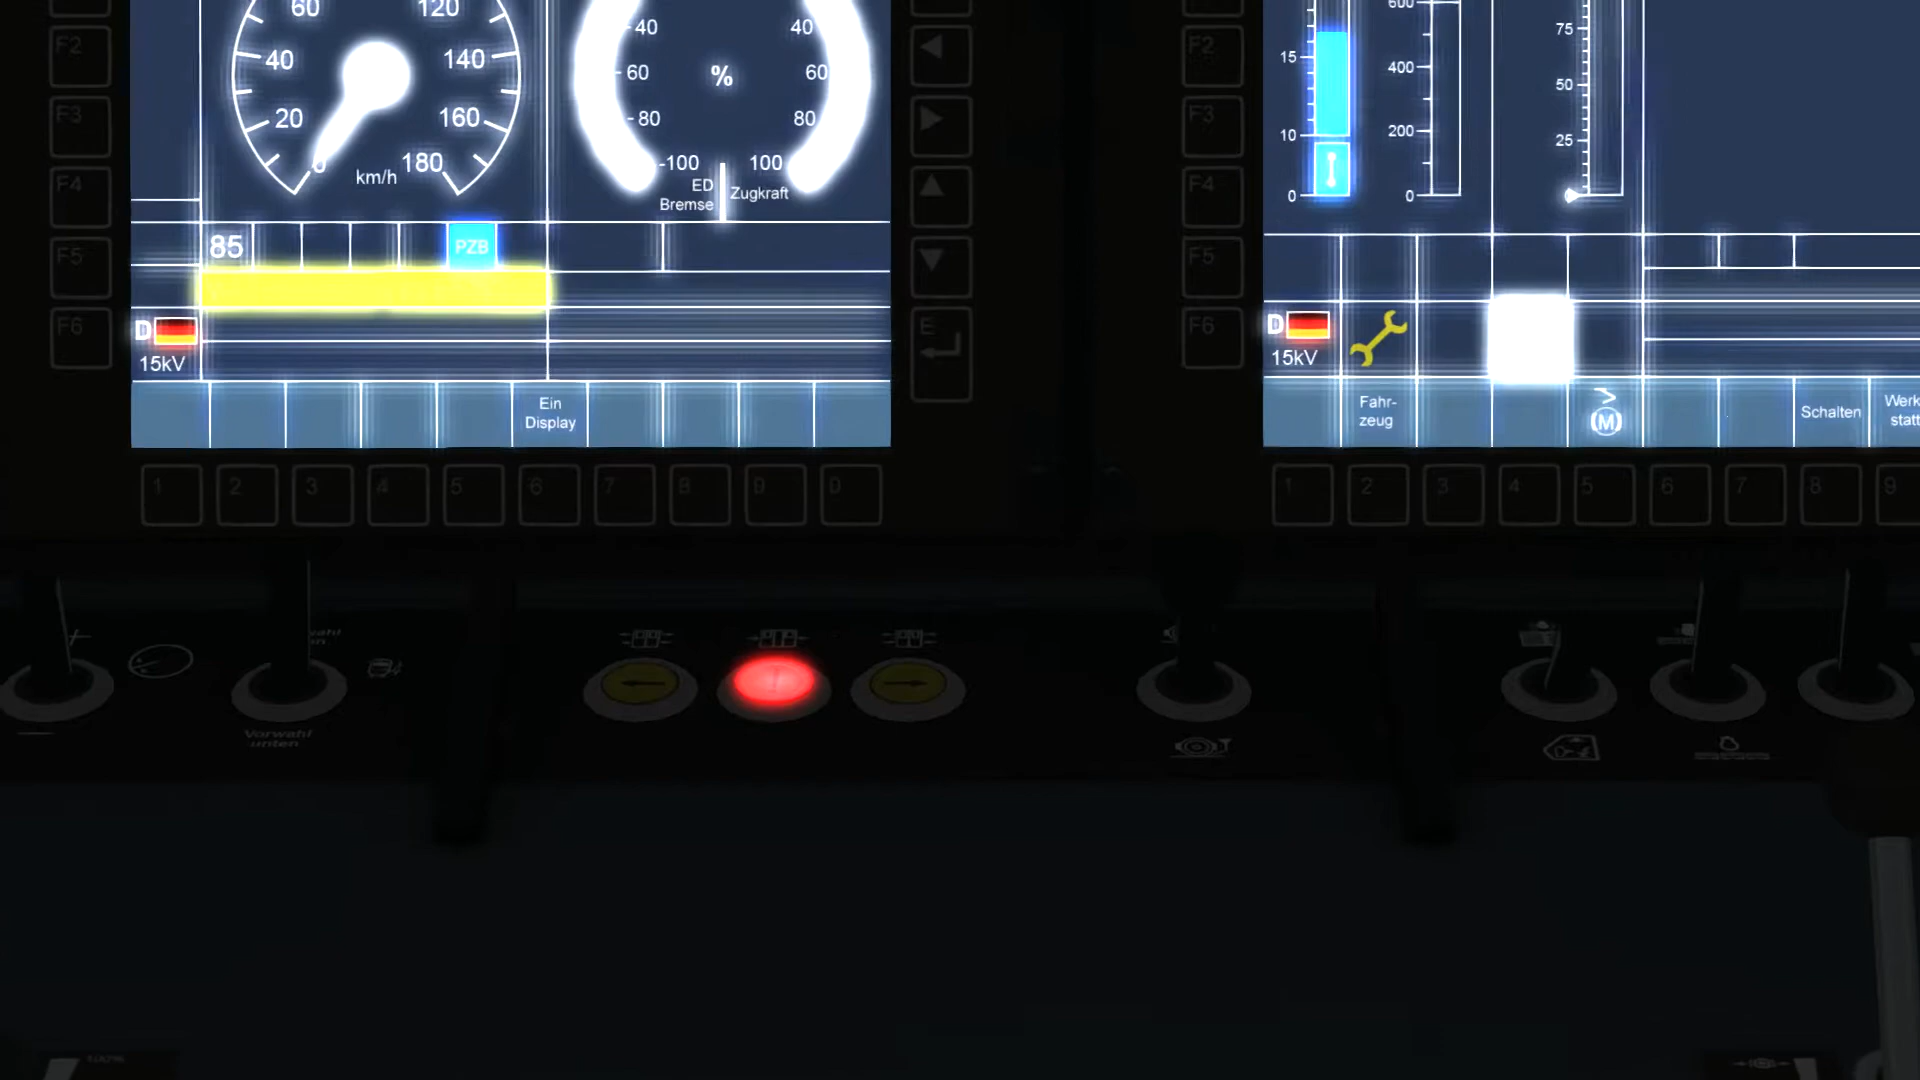 60
120
40
140
20
160
0
180
km/h
40
40
-60
60
%
-80
80
-100
100
ED
Bremse
Zugkraft
85
PZB
D
15kV
Ein
Display
F2
F3
F4
F5
F6
E
1
2
3
4
5
6
7
8
9
0
Vorwahl
unten
F2
F3
F4
F5
F6
15
10
0
600
400
200
0
75
50
25
D
15kV
Fahr-
zeug
(M)
Schalten
Werk
statt
1
2
3
4
5
6
7
8
9